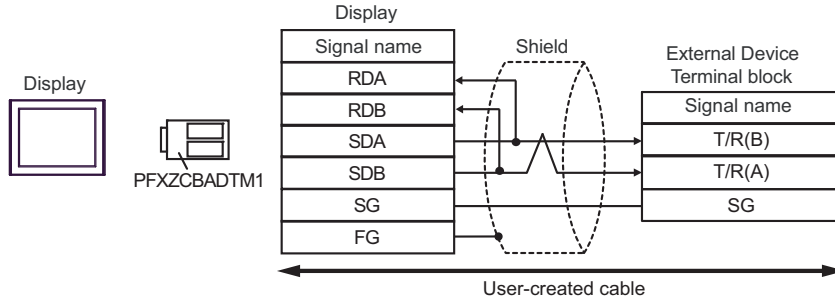 Display
PFXZCBADTM1
Display
Signal name
RDA
RDB
SDA
SDB
SG
FG
Shield
External Device
Terminal block
Signal name
T/R(B)
T/R(A)
SG
User-created cable